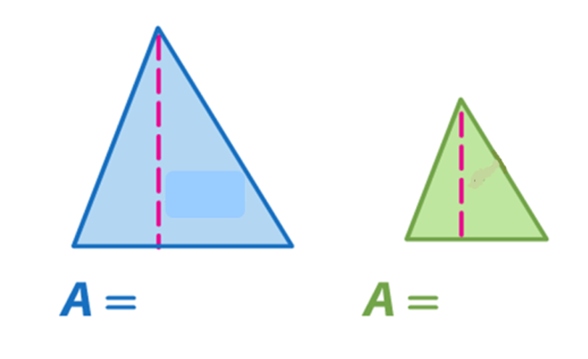 A =
A =